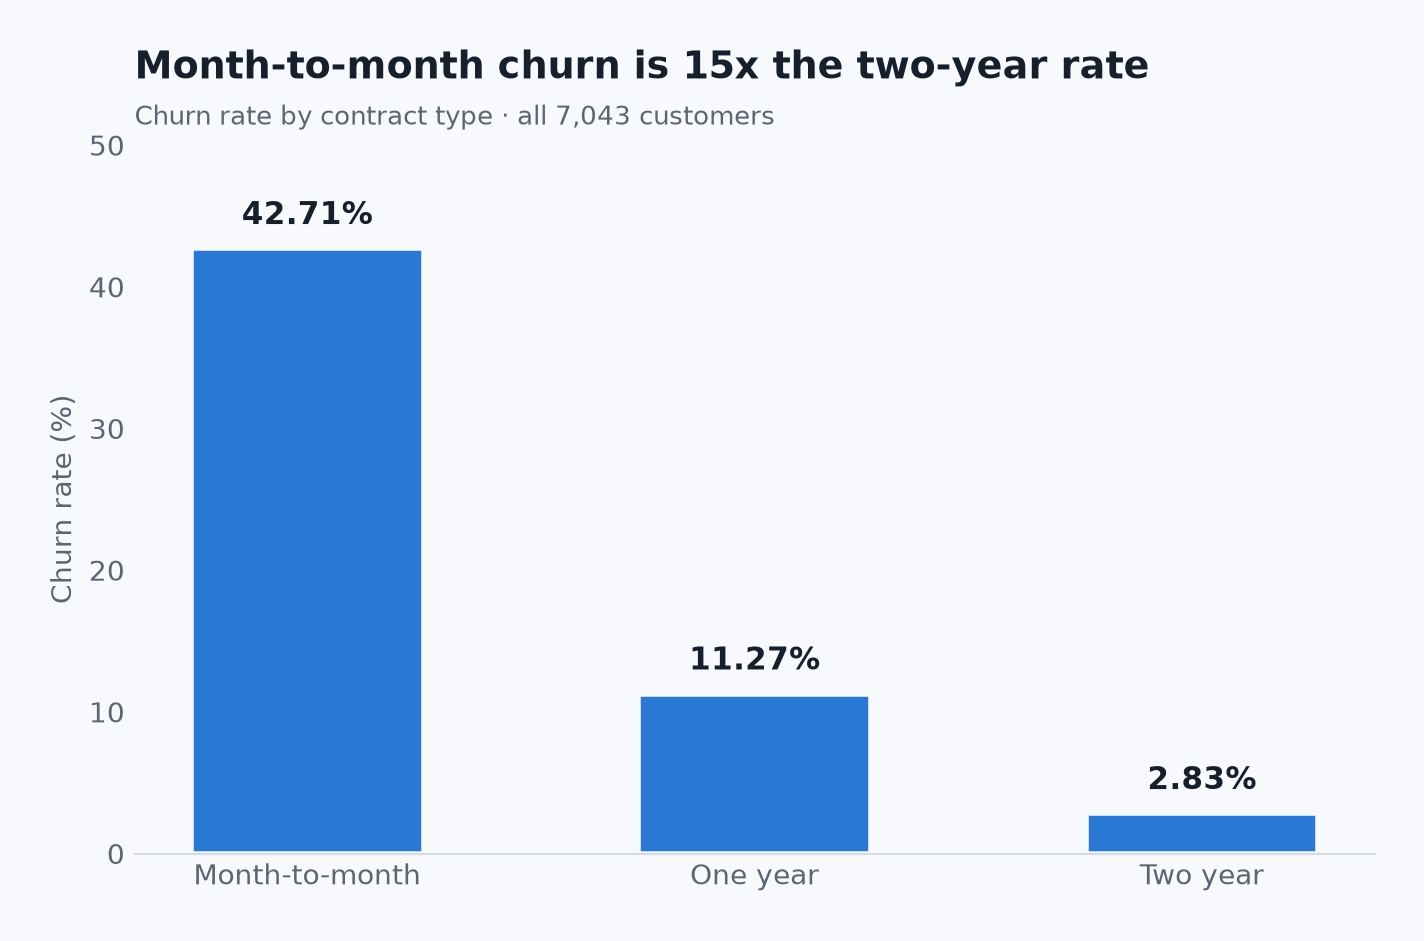 Month-to-month churn is 15x the two-year rate
Churn rate by contract type · all 7,043 customers
50
40
30
20
10
0
Churn rate (%)
42.71%
11.27%
2.83%
Month-to-month
One year
Two year